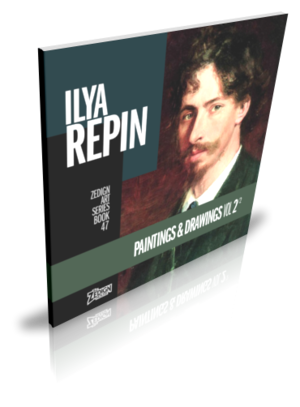 ILYA
REPIN
ZEDIGN
ART
SERIES
BOOK
47
PAINTINGS & DRAWINGS VOL 2
ZEDIGN